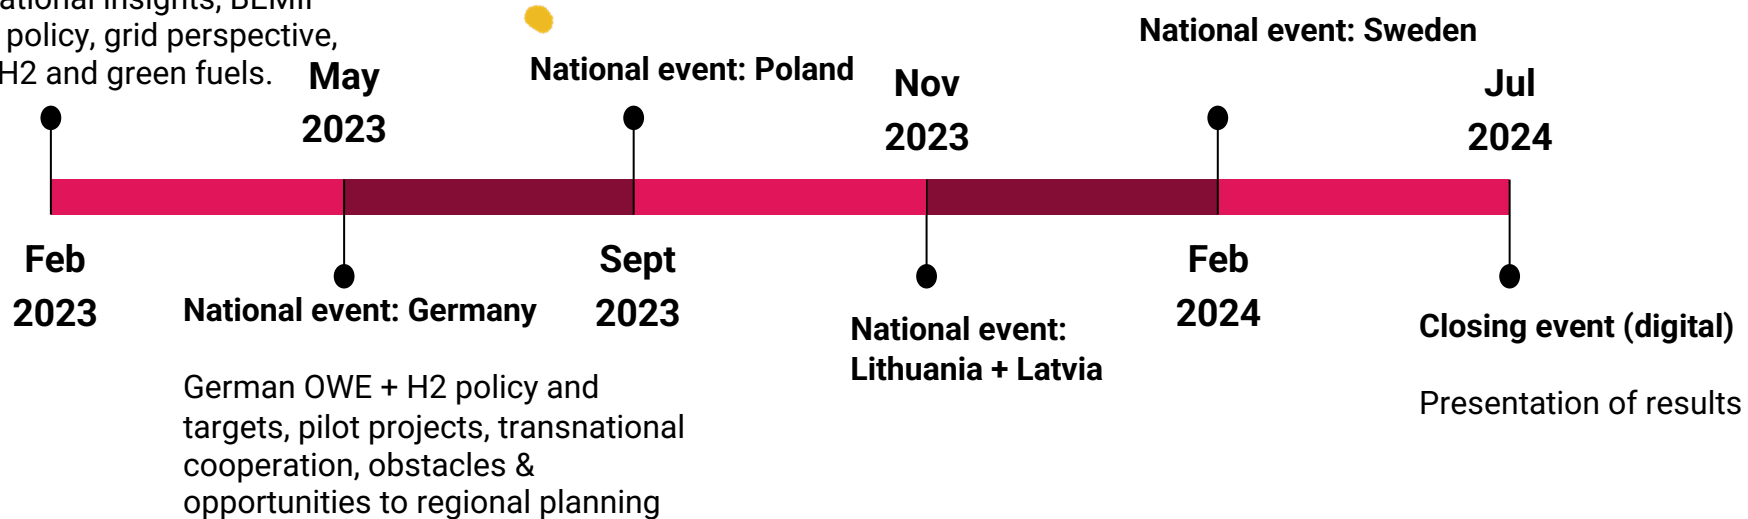 policy, grid perspective,
H2 and green fuels.
May
2023
National event: Poland
Nov
2023
National event: Sweden
Jul
2024
Feb
2023
National event: Germany
German OWE + H2 policy and
targets, pilot projects, transnational
cooperation, obstacles &
opportunities to regional planning
Sept
2023
National event:
Lithuania + Latvia
Feb
2024
Closing event (digital)
Presentation of results